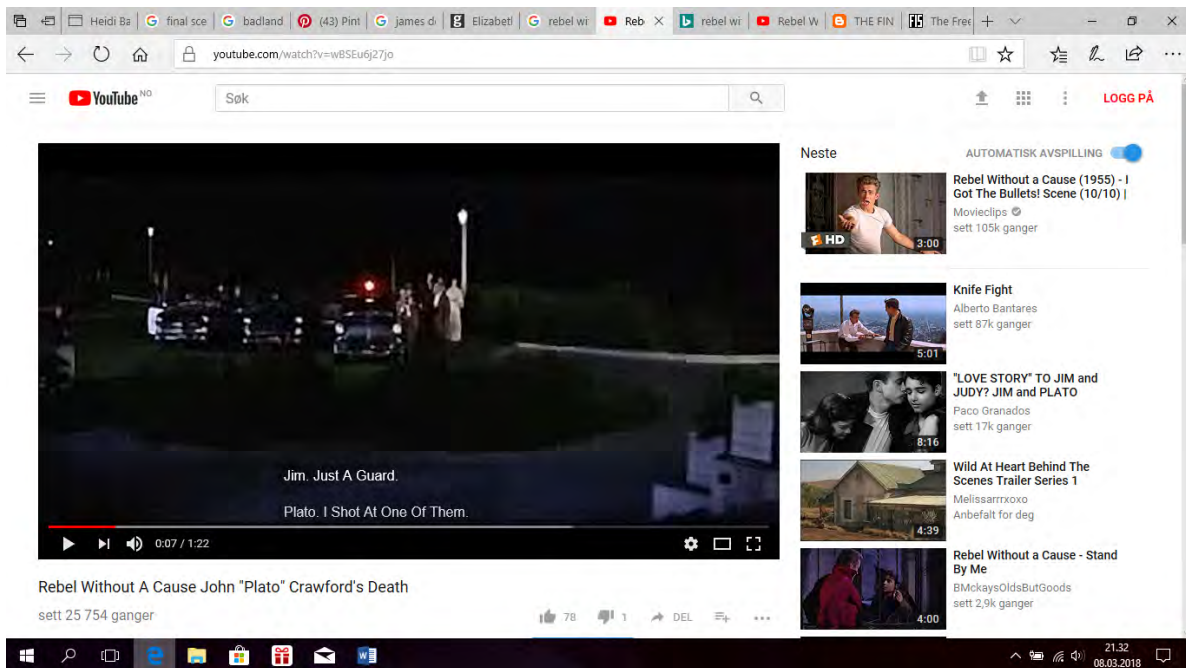 Heidi Ba
final sce
badland
(43) Pint
james d
Elizabetl
rebel wi
Reb
rebel wi
Rebel W
THE FIN
The Free
youtube.com/watch?v=wBSEu6j27jo
YouTube NO
Søk
LOGG PÅ
Jim. Just A Guard.
Plato. I Shot At One Of Them.
0:07 / 1:22
Rebel Without A Cause John "Plato" Crawford's Death
sett 25 754 ganger
78
1
DEL
Neste
AUTOMATISK AVSPILLING
HD
3:00
Rebel Without a Cause (1955) - I
Got The Bullets! Scene (10/10) |
Movieclips
sett 105k ganger
5:01
Knife Fight
Alberto Bantares
sett 87k ganger
8:16
"LOVE STORY" TO JIM and
JUDY? JIM and PLATO
Paco Granados
sett 17k ganger
4:39
Wild At Heart Behind The
Scenes Trailer Series 1
Melissarrrxoxo
Anbefalt for deg
4:00
Rebel Without a Cause - Stand
By Me
BMckaysOldsButGoods
sett 2,9k ganger
21.32
08.03.2018